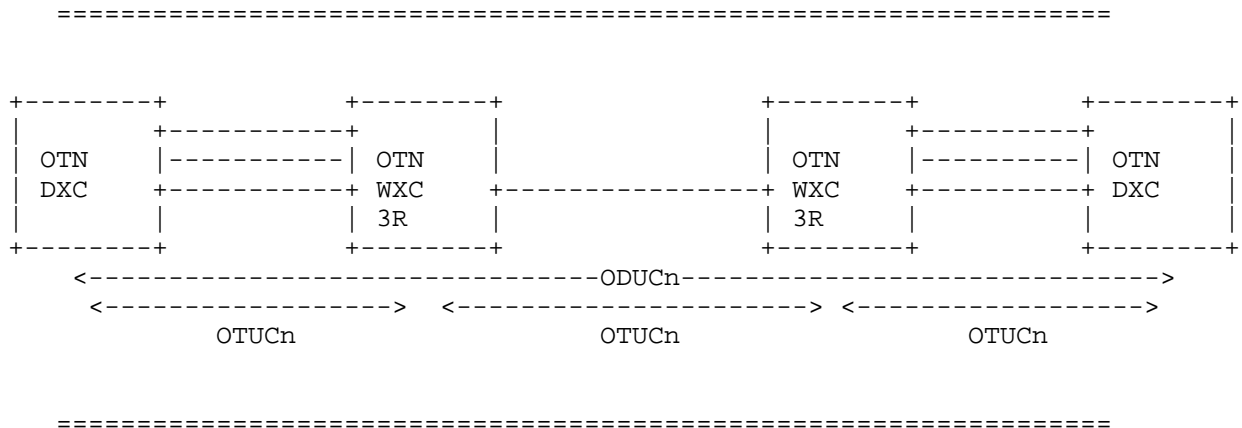 ==================================================================
+--------+            +--------+                 +--------+           +--------+
|        +-----------+        |                 |        +----------+        |
| OTN    |-----------| OTN    |                 | OTN    |----------| OTN    |
| DXC    +-----------+ WXC    +-----------------+ WXC    +----------+ DXC    |
|        |           | 3R     |                 | 3R     |          |        |
+--------+            +--------+                 +--------+           +--------+
<--------------------------------ODUCn------------------------------>
<-------------------> <-----------------------> <------------------->
OTUCn OTUCn OTUCn
==================================================================